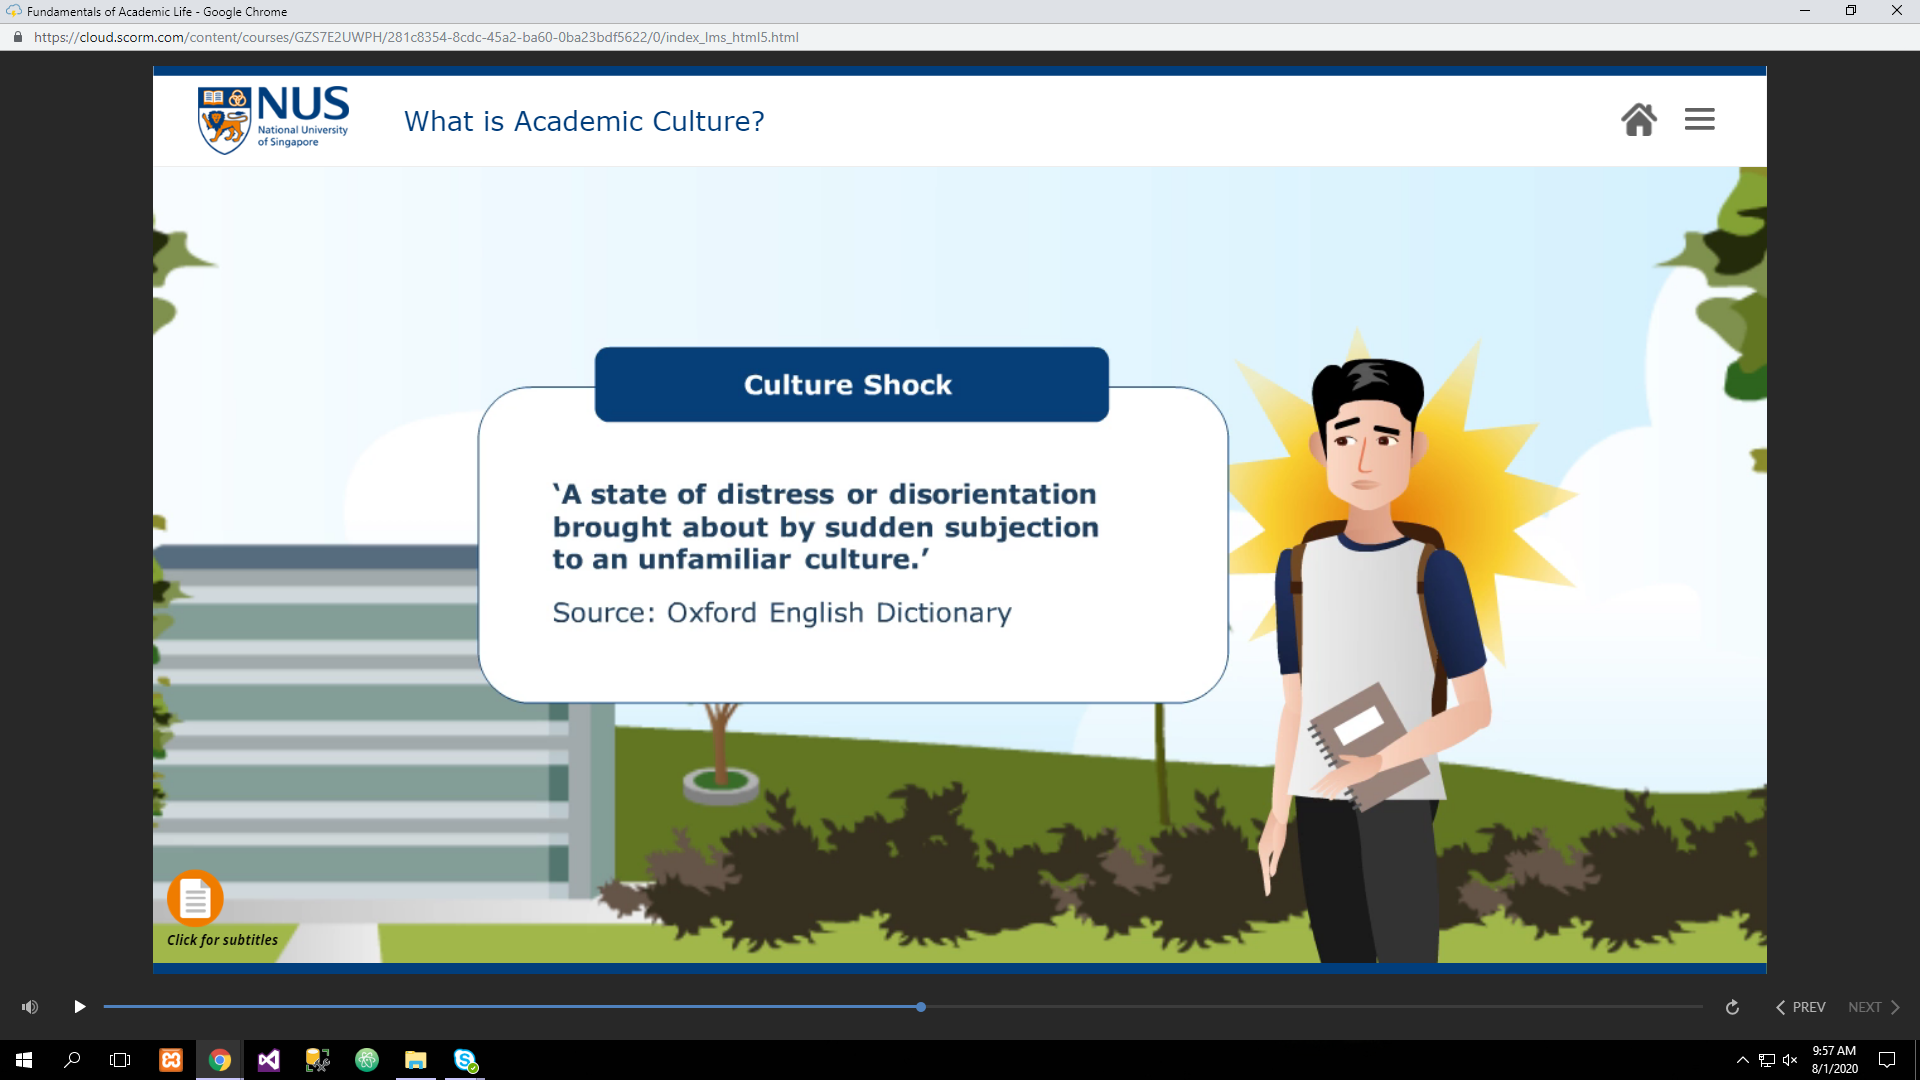 Fundamentals of Academic Life - Google Chrome
https://cloud.scorm.com/content/courses/GZS7E2UWPH/281c8354-8cdc-45a2-ba60-0ba23bdf5622/0/index_lms_html5.html
NUS
National University
of Singapore
What is Academic Culture?
Culture Shock
‘A state of distress or disorientation
brought about by sudden subjection
to an unfamiliar culture.’
Source: Oxford English Dictionary
Click for subtitles
PREV
NEXT
9:57 AM
8/1/2020